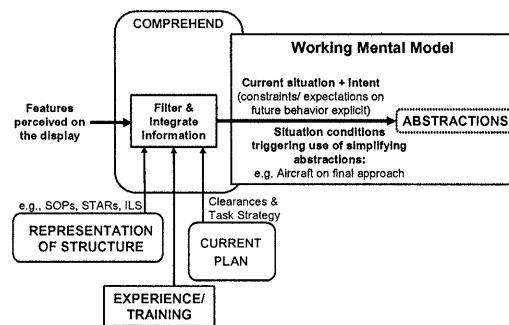 COMPREHEND
Working Mental Model
Features
perceived on
the display
Filter &
Integrate
Information
Current situation + Intent
(constraints/ expectations on
future behavior explicit)
ABSTRACTIONS
Situation conditions
triggering use of simplifying
abstractions:
e.g. Aircraft on final approach
e.g., SOPs, STARs, ILS
REPRESENTATION
OF STRUCTURE
Clearances &
Task Strategy
CURRENT
PLAN
EXPERIENCE/
TRAINING